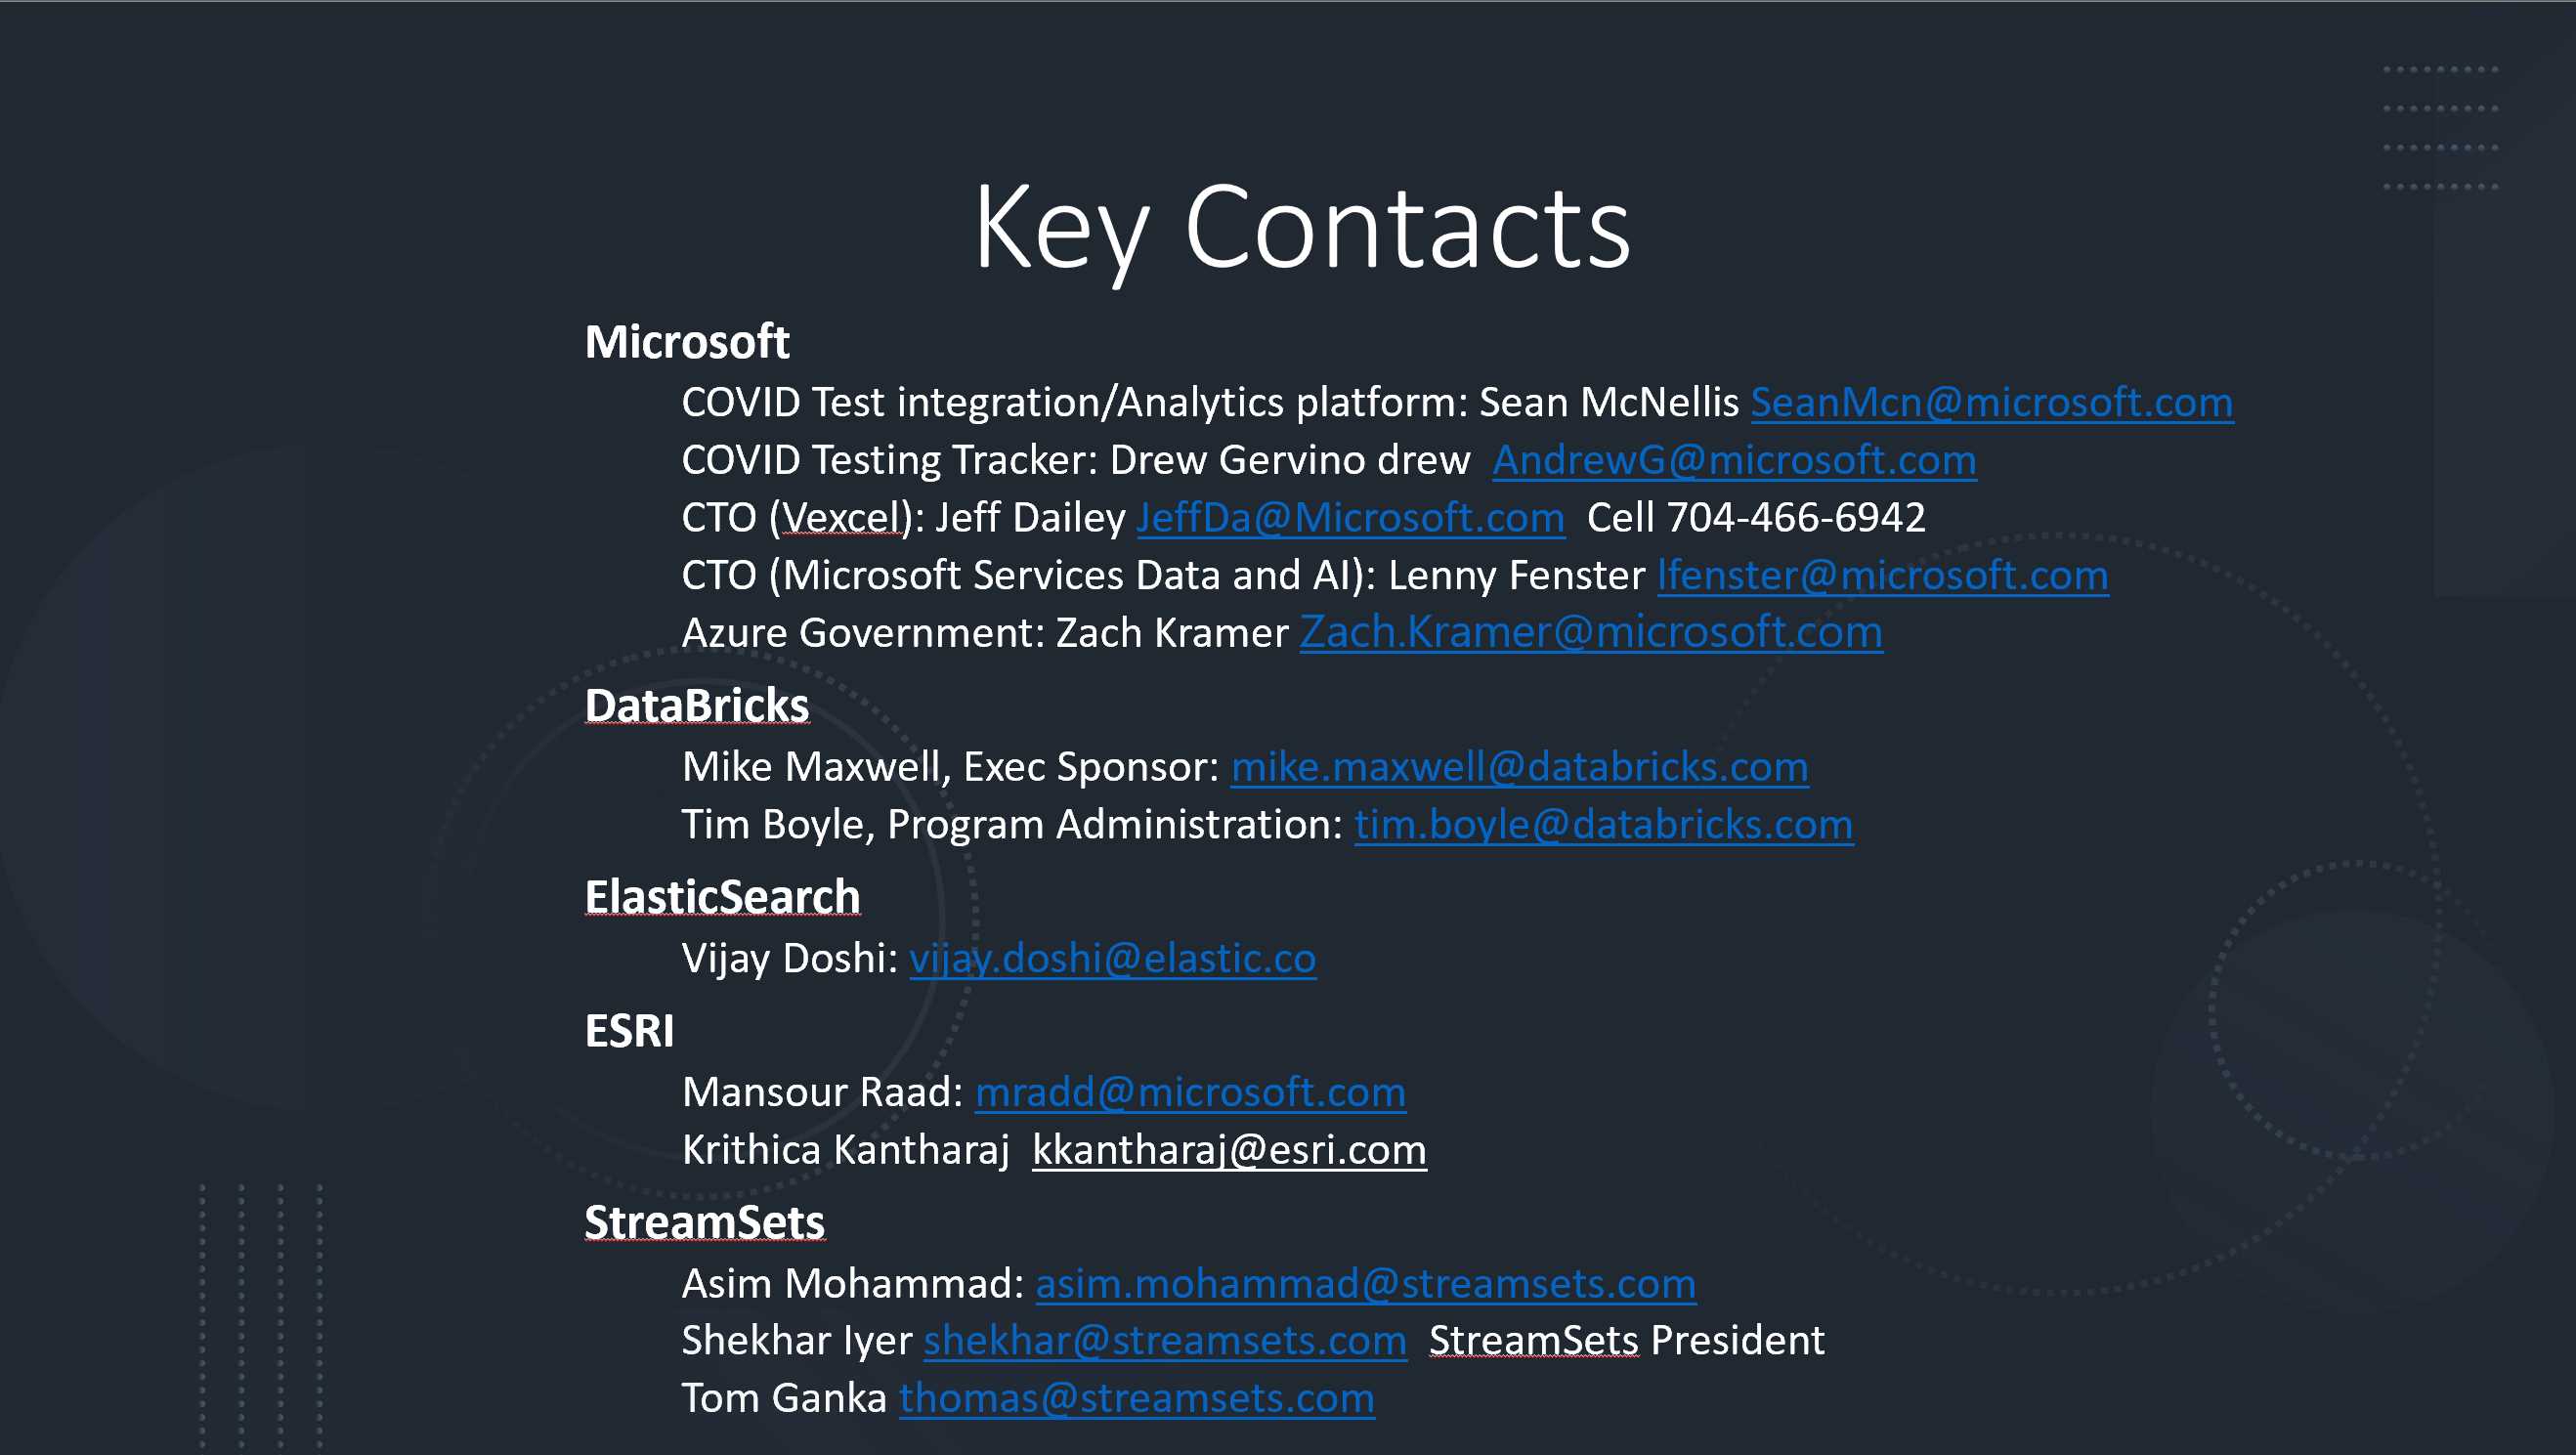 Key Contacts
Microsoft
COVID Test integration/Analytics platform: Sean McNellis SeanMcn@microsoft.com
COVID Testing Tracker: Drew Gervino drew  AndrewG@microsoft.com
CTO (Vexcel): Jeff Dailey JeffDa@Microsoft.com  Cell 704-466-6942
CTO (Microsoft Services Data and AI): Lenny Fenster lfenster@microsoft.com
Azure Government: Zach Kramer Zach.Kramer@microsoft.com
DataBricks
Mike Maxwell, Exec Sponsor: mike.maxwell@databricks.com
Tim Boyle, Program Administration: tim.boyle@databricks.com
ElasticSearch
Vijay Doshi: vijay.doshi@elastic.co
ESRI
Mansour Raad: mradd@microsoft.com
Krithica Kantharaj  kkantharaj@esri.com
StreamSets
Asim Mohammad: asim.mohammad@streamsets.com
Shekhar Iyer shekhar@streamsets.com  StreamSets President
Tom Ganka thomas@streamsets.com